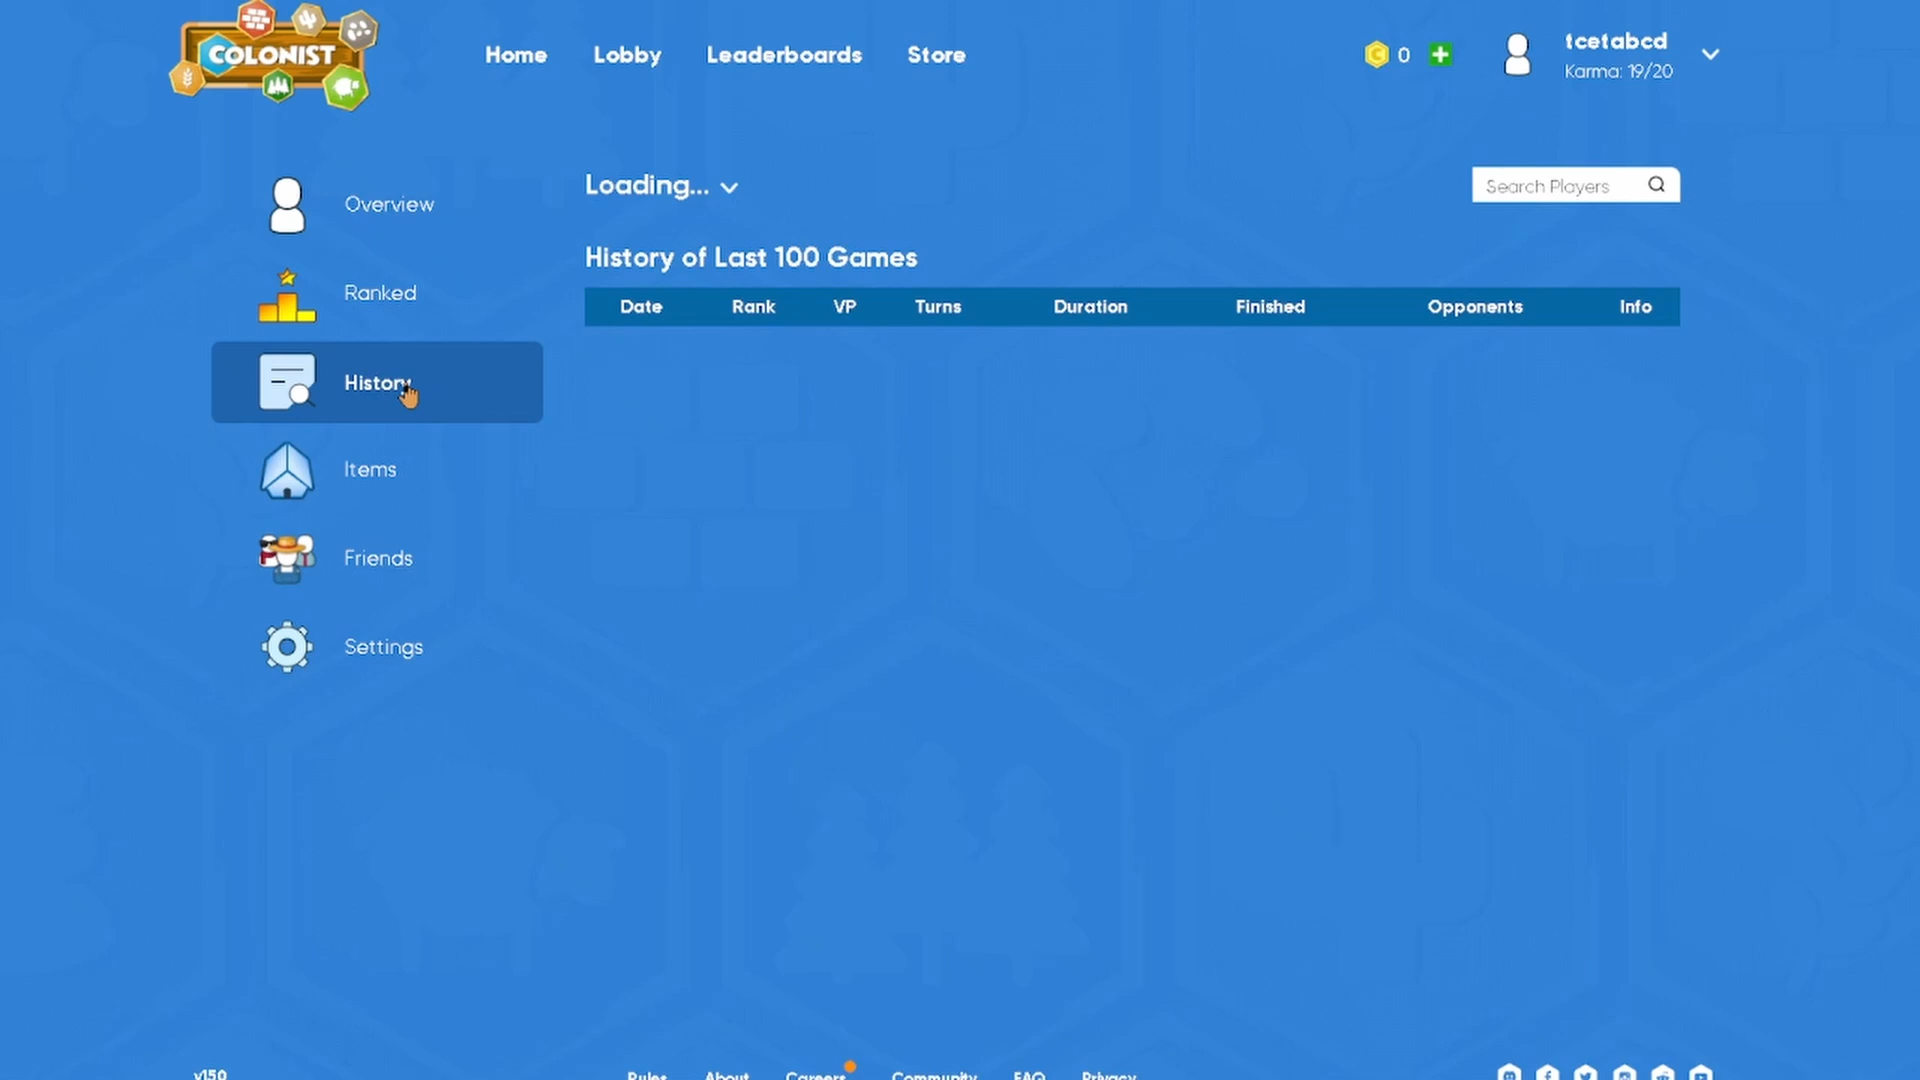 COLONIST
Home
Lobby
Leaderboards
Store
0
tcetabcd
Karma: 19/20
Overview
Ranked
History
Items
Friends
Settings
Loading...
Search Players
History of Last 100 Games
Date Rank VP Turns Duration Finished Opponents Info
v150
Rules About Careers Community FAQ Privacy